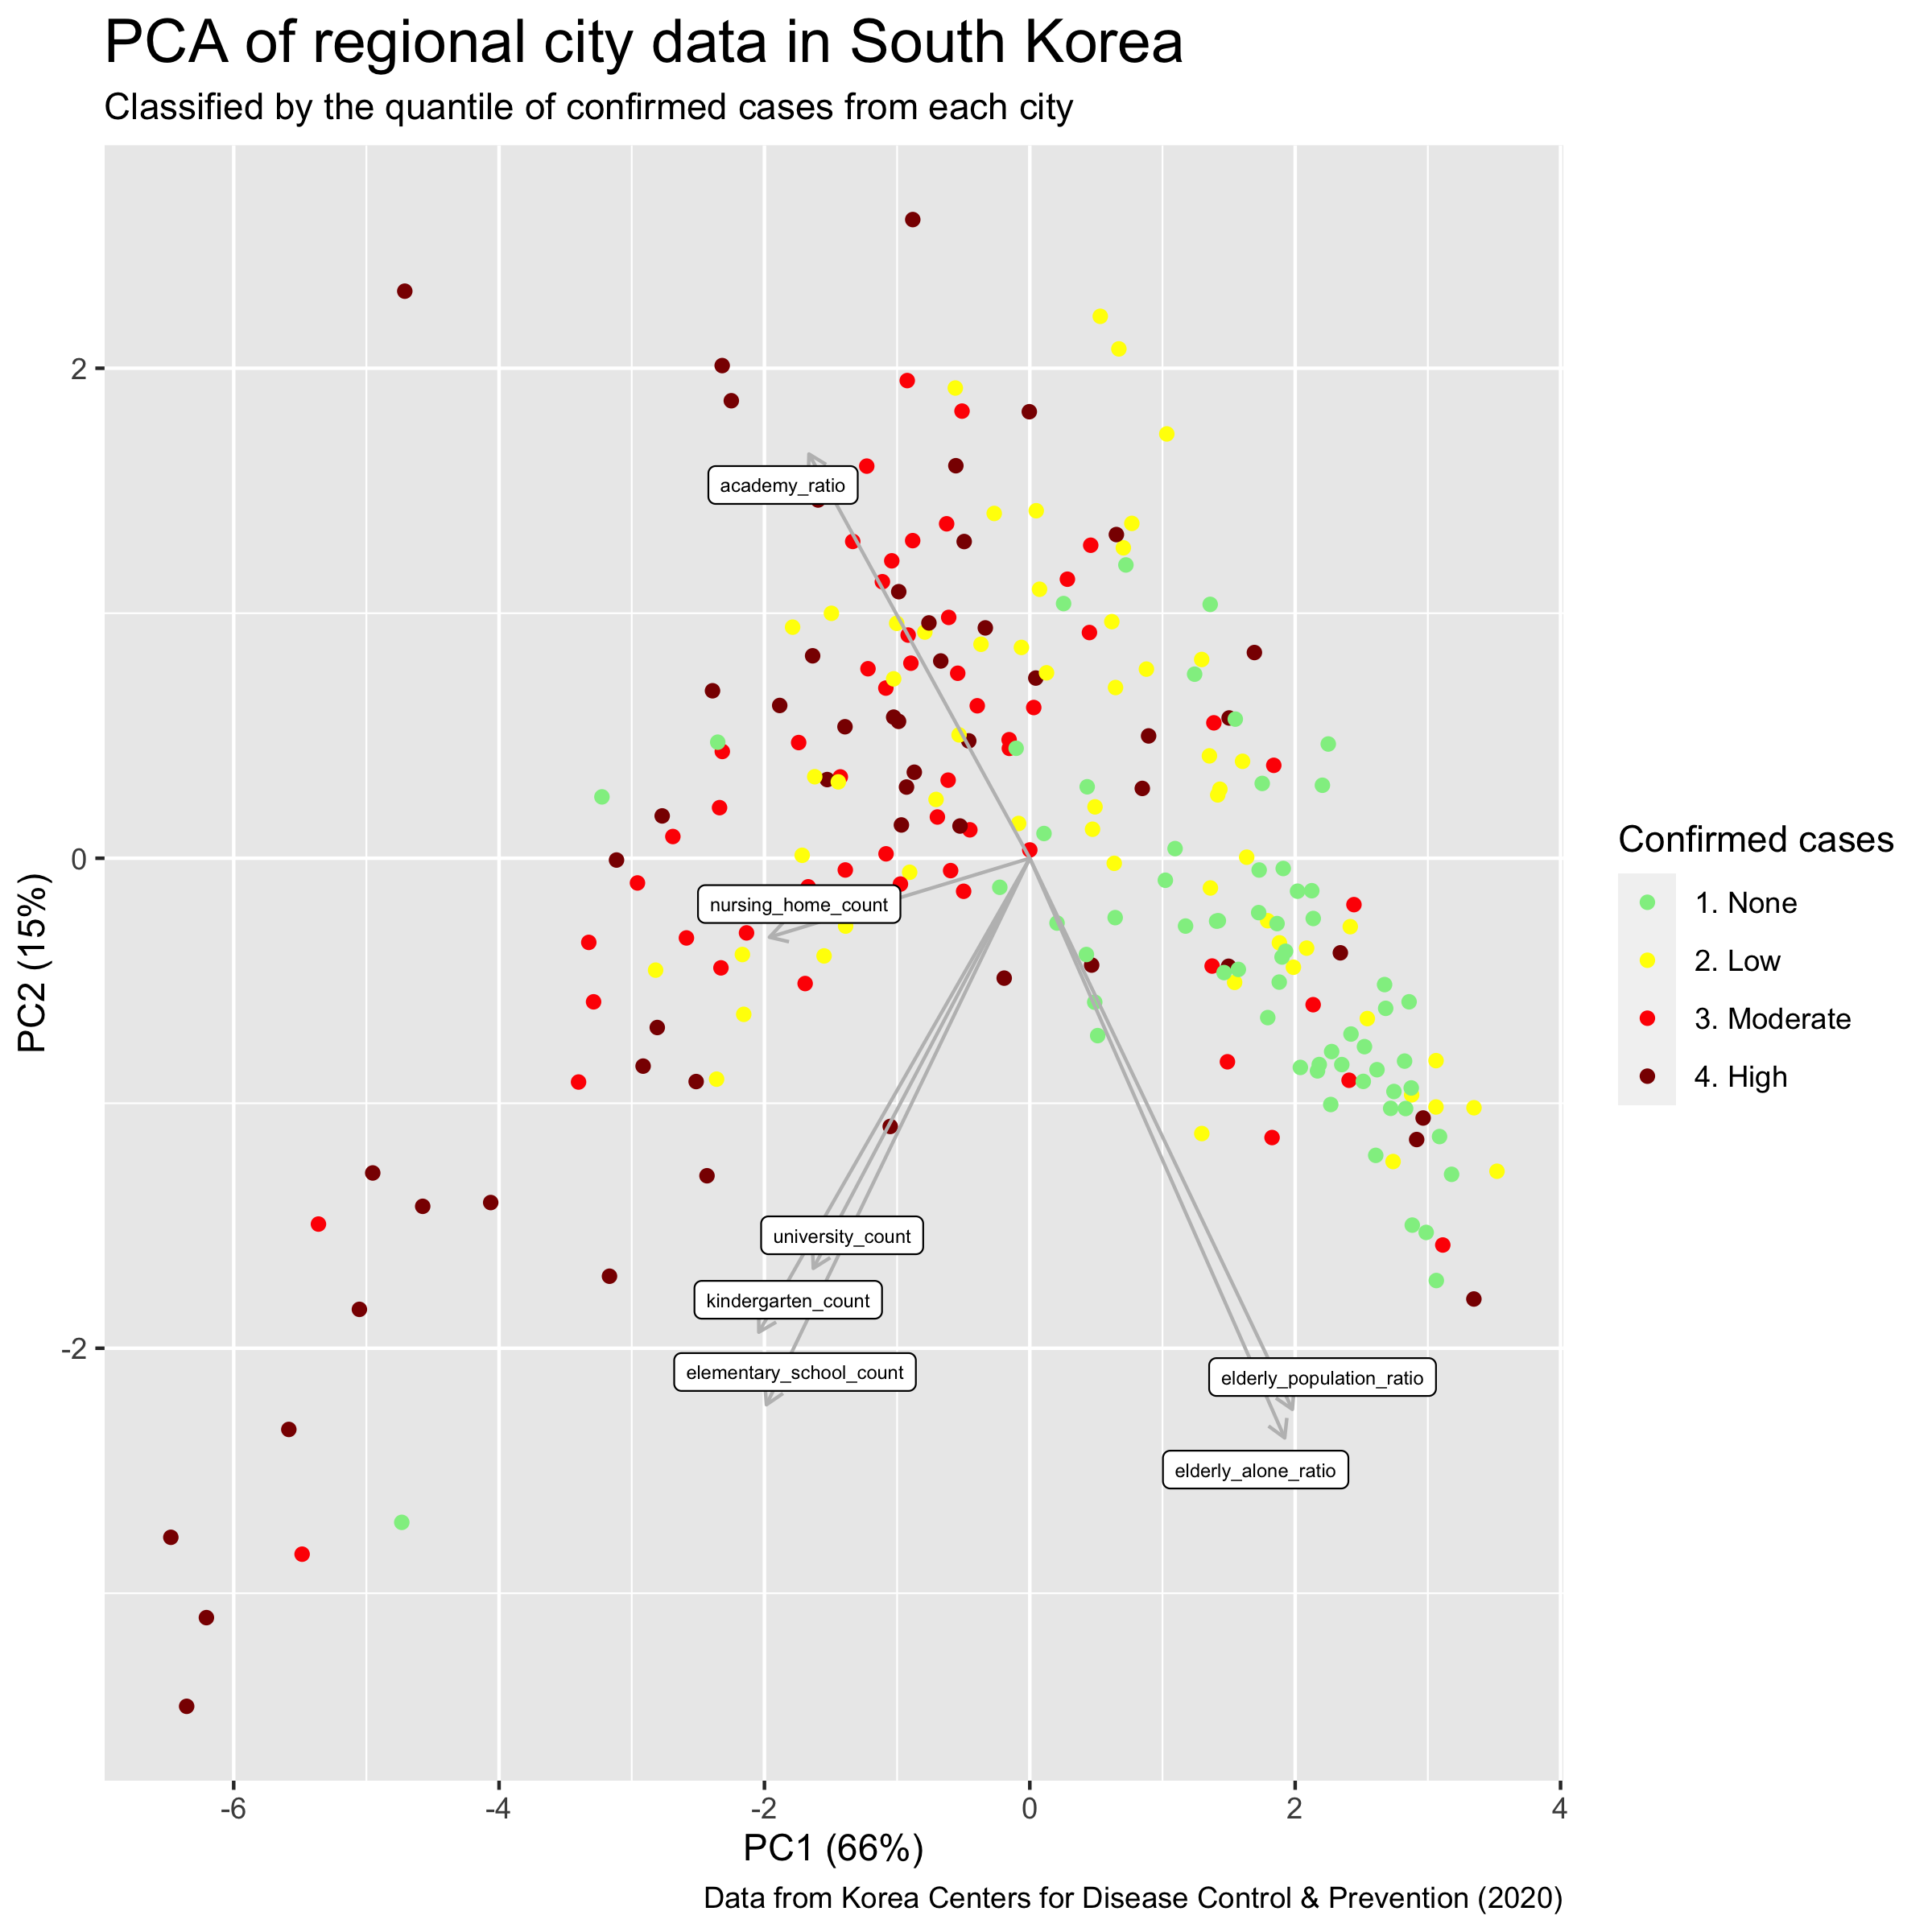 PCA of regional city data in South Korea
Classified by the quantile of confirmed cases from each city
academy_ratio
nursing_home_count
university_count
kindergarten_count
elementary_school_count
elderly_population_ratio
elderly_alone_ratio
2
0
-2
PC2 (15%)
-6
-4
-2
0
2
4
PC1 (66%)
Confirmed cases
1. None
2. Low
3. Moderate
4. High
Data from Korea Centers for Disease Control & Prevention (2020)